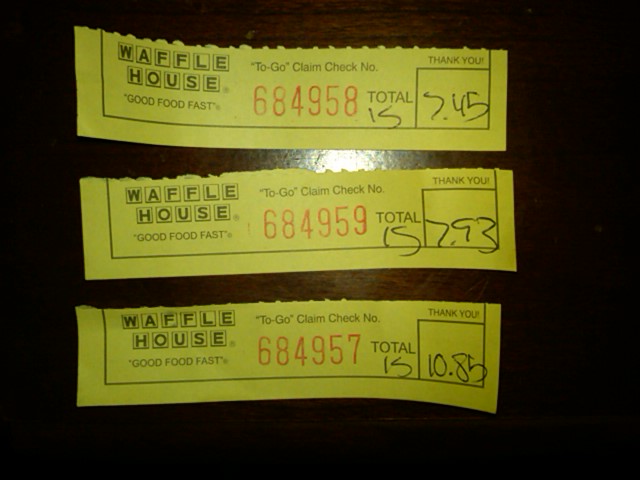 WAFFLE HOUSE®
"GOOD FOOD FAST"®
"To-Go" Claim Check No.
684958
THANK YOU!
TOTAL
15
7.45
WAFFLE HOUSE®
"GOOD FOOD FAST"®
"To-Go" Claim Check No.
684959
THANK YOU!
TOTAL
15
7.93
WAFFLE HOUSE®
"GOOD FOOD FAST"®
"To-Go" Claim Check No.
684957
THANK YOU!
TOTAL
15
10.85